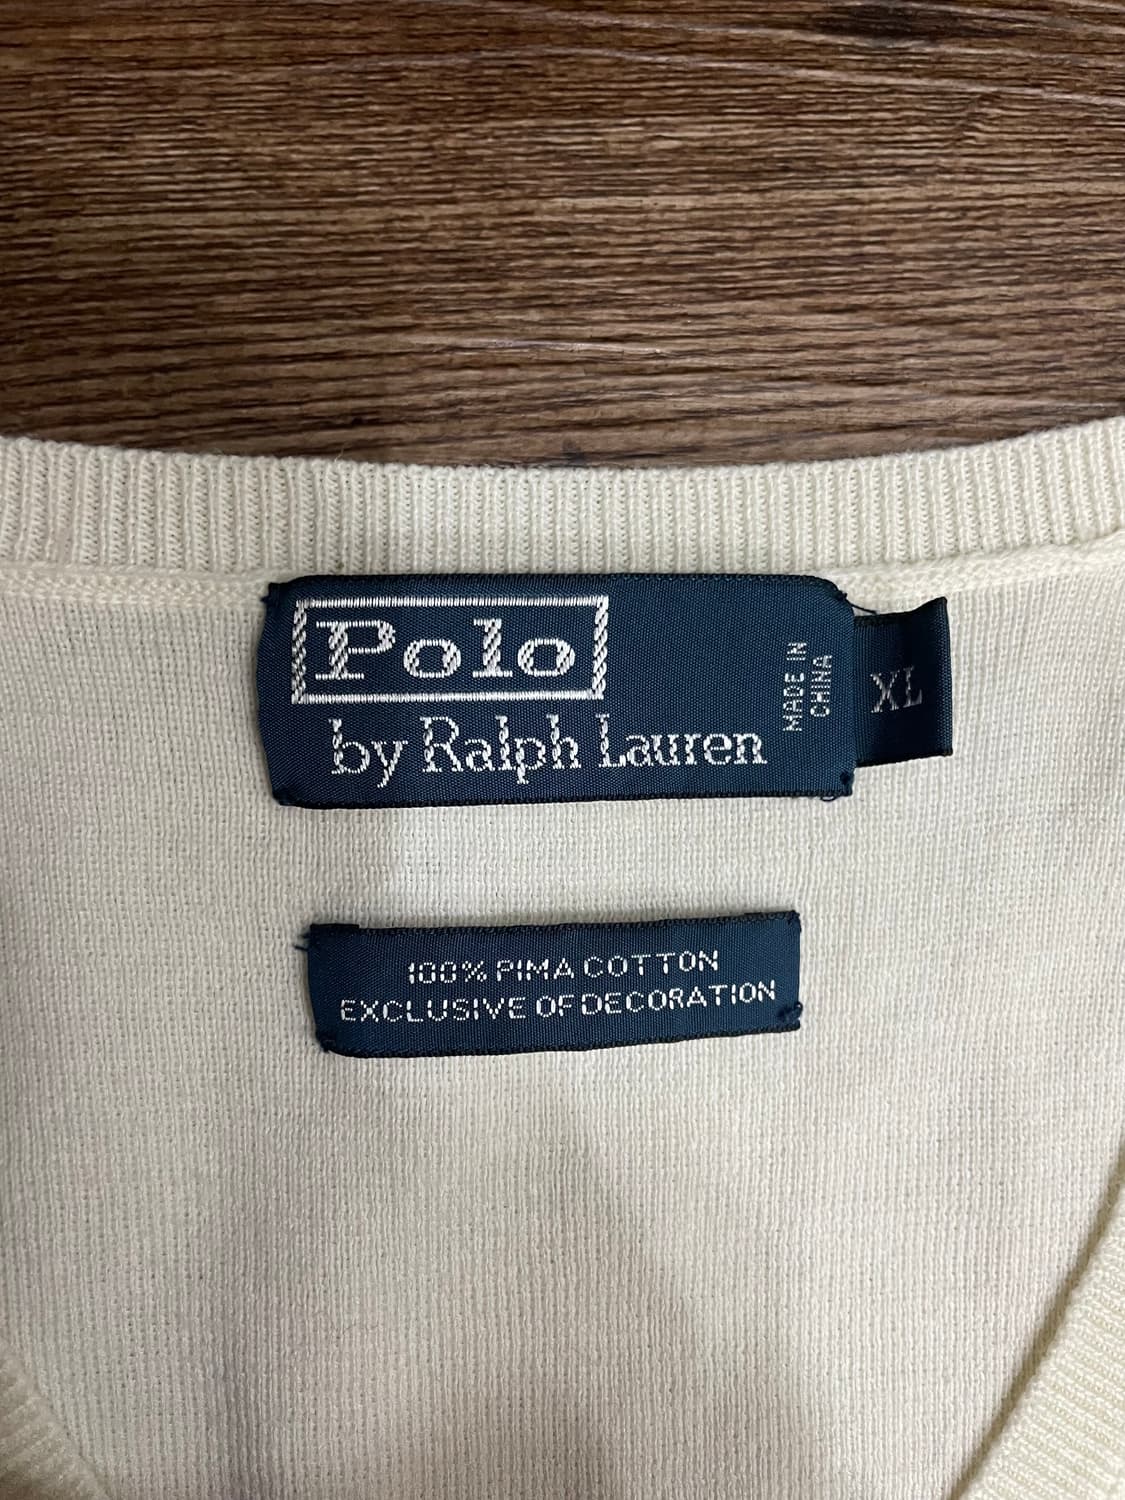 Polo
by Ralph Lauren
MADE IN
CHINA
XL
100% PIMA COTTON
EXCLUSIVE OF DECORATION